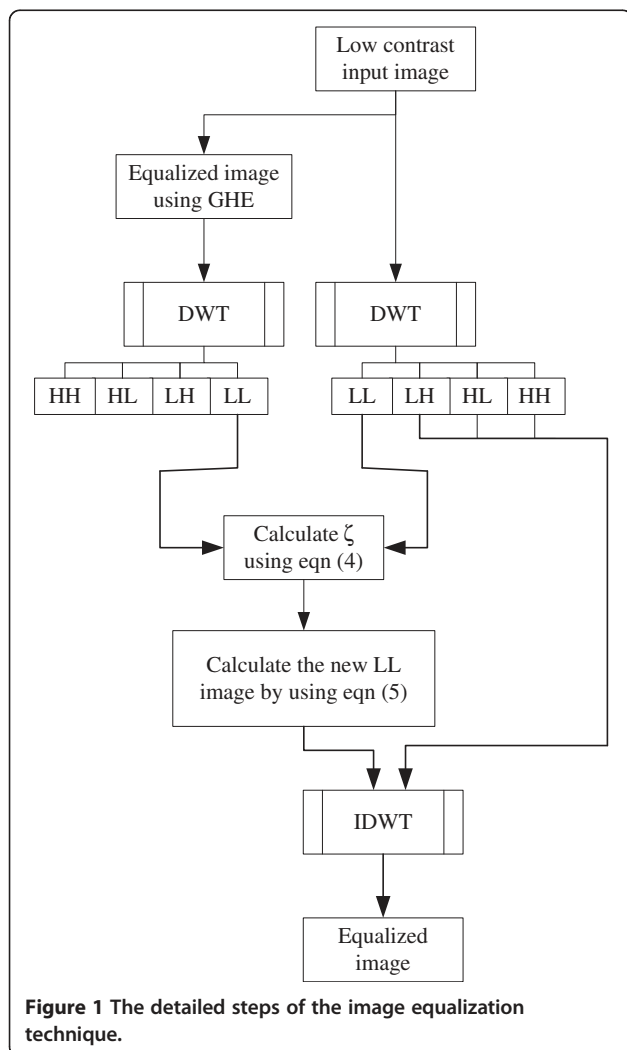 Low contrast
input image
Equalized image
using GHE
DWT
DWT
HH HL LH LL
LL LH HL HH
Calculate ζ
using eqn (4)
Calculate the new LL
image by using eqn (5)
IDWT
Equalized
image
Figure 1 The detailed steps of the image equalization
technique.